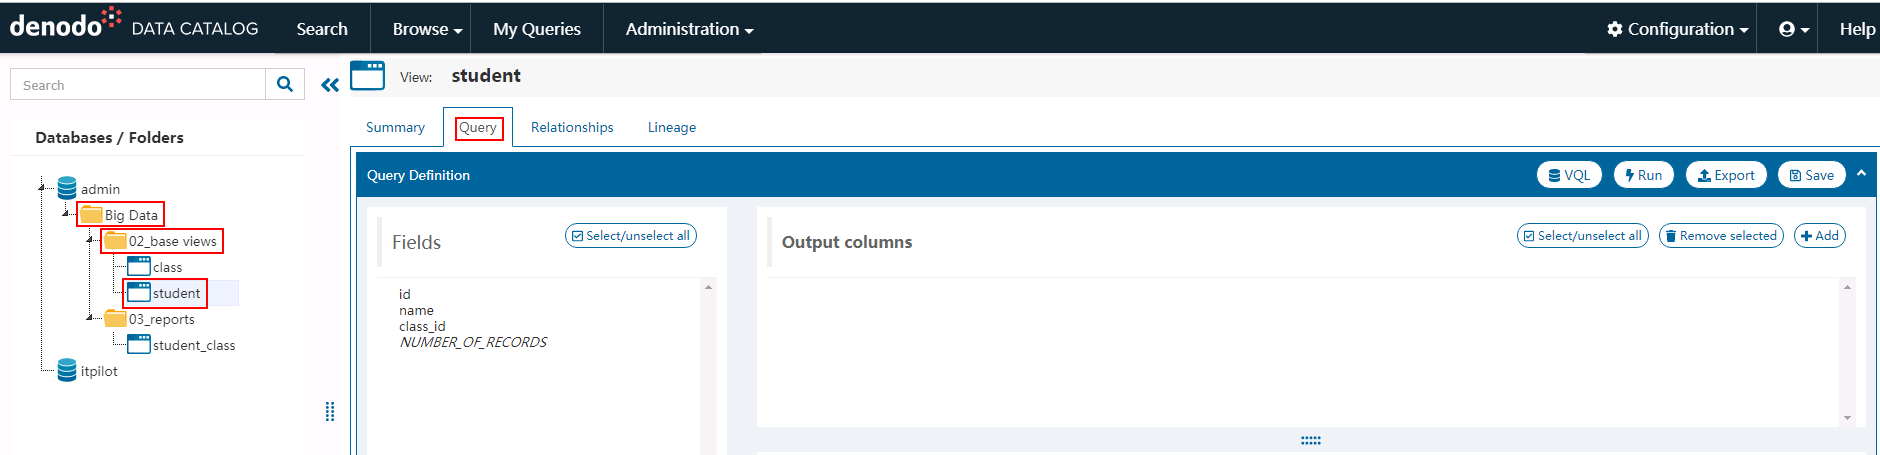 denodo DATA CATALOG Search Browse My Queries Administration Configuration Help
Search
View: student
Summary Query Relationships Lineage
Databases / Folders
admin
Big Data
02_base views
class
student
03_reports
student_class
itpilot
Query Definition VQL Run Export Save
Fields Select/unselect all
id
name
class_id
NUMBER_OF_RECORDS
Output columns Select/unselect all Remove selected Add